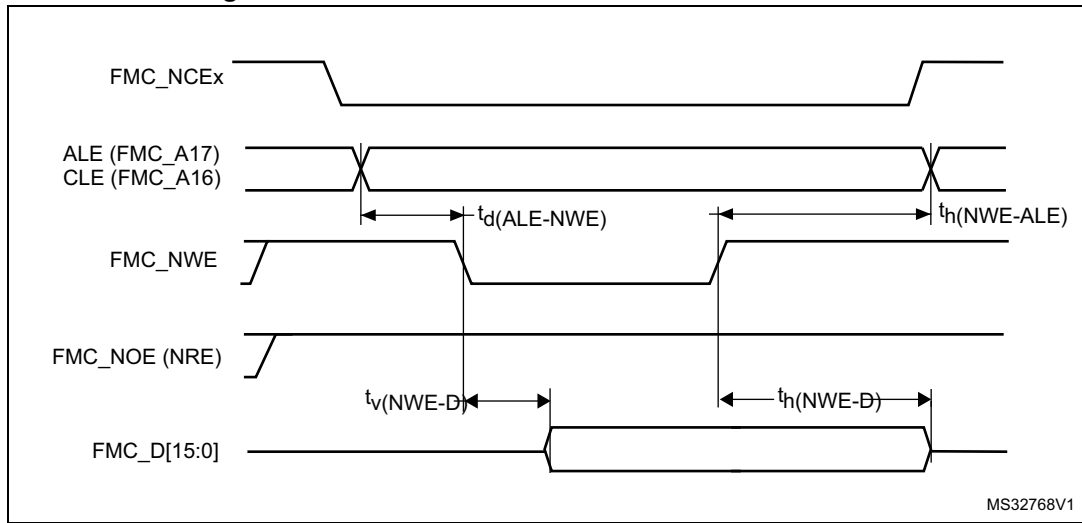 FMC_NCEx
ALE (FMC_A17)
CLE (FMC_A16)
td(ALE-NWE)
th(NWE-ALE)
FMC_NWE
FMC_NOE (NRE)
tv(NWE-D)
th(NWE-D)
FMC_D[15:0]
MS32768V1